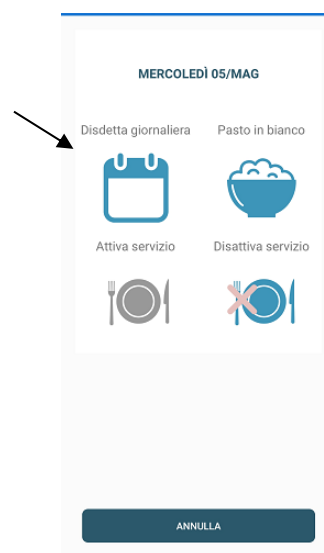 MERCOLEDÌ 05/MAG
Disdetta giornaliera
Pasto in bianco
Attiva servizio
Disattiva servizio
ANNULLA